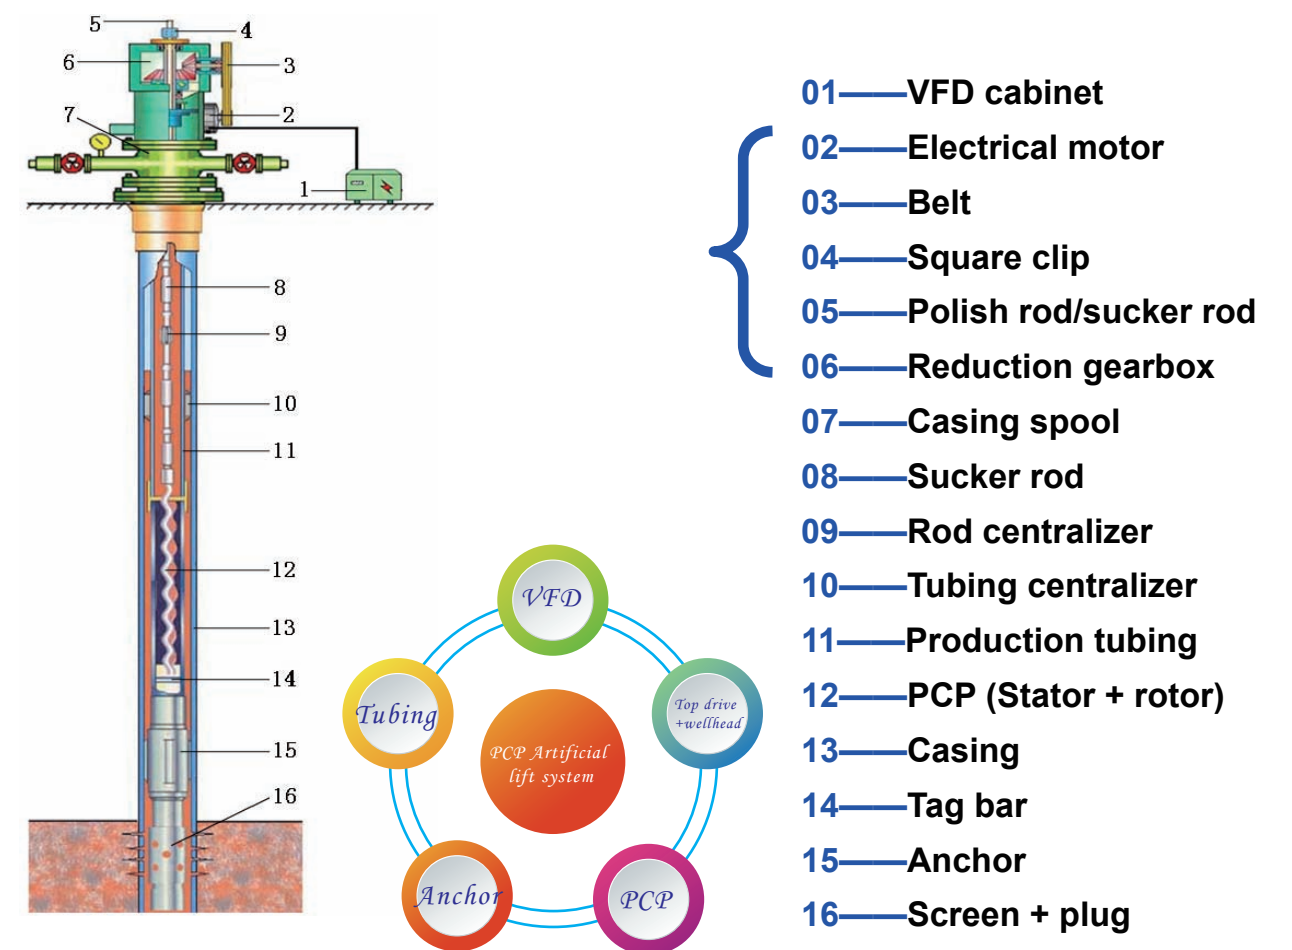 5
4
6
3
7
2
1
8
9
10
11
12
13
14
15
16
VFD
Top drive
+wellhead
Tubing
PCP Artificial
lift system
Anchor
PCP
01——VFD cabinet
02——Electrical motor
03——Belt
04——Square clip
05——Polish rod/sucker rod
06——Reduction gearbox
07——Casing spool
08——Sucker rod
09——Rod centralizer
10——Tubing centralizer
11——Production tubing
12——PCP (Stator + rotor)
13——Casing
14——Tag bar
15——Anchor
16——Screen + plug